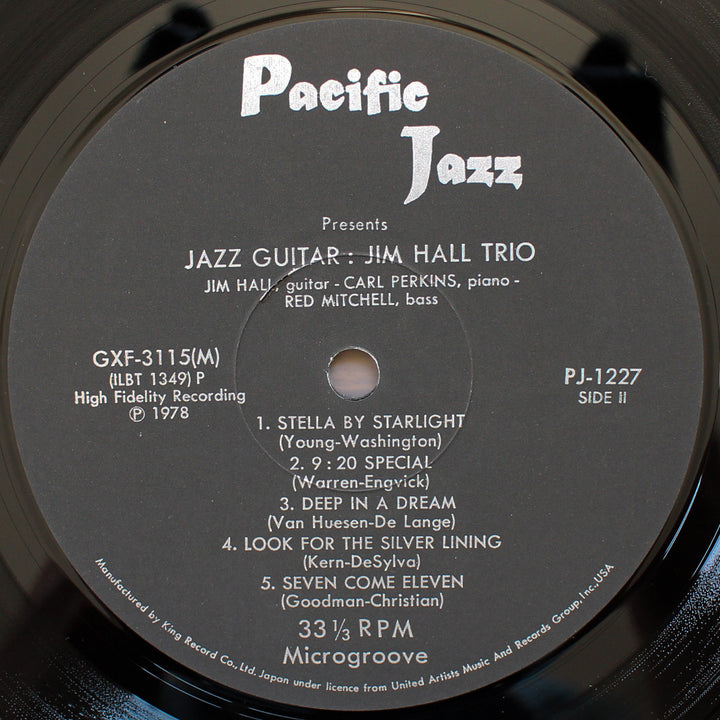 Pacific
Jazz
Presents
JAZZ GUITAR : JIM HALL TRIO
JIM HALL, guitar - CARL PERKINS, piano -
RED MITCHELL, bass
GXF-3115(M)
(ILBT 1349) P
High Fidelity Recording
℗ 1978
PJ-1227
SIDE II
1. STELLA BY STARLIGHT
(Young-Washington)
2. 9 : 20 SPECIAL
(Warren-Engvick)
3. DEEP IN A DREAM
(Van Huesen-De Lange)
4. LOOK FOR THE SILVER LINING
(Kern-DeSylva)
5. SEVEN COME ELEVEN
(Goodman-Christian)
33 ⅓ RPM
Microgroove
Manufactured by King Record Co., Ltd. Japan under licence from United Artists Music And Records Group, Inc., USA